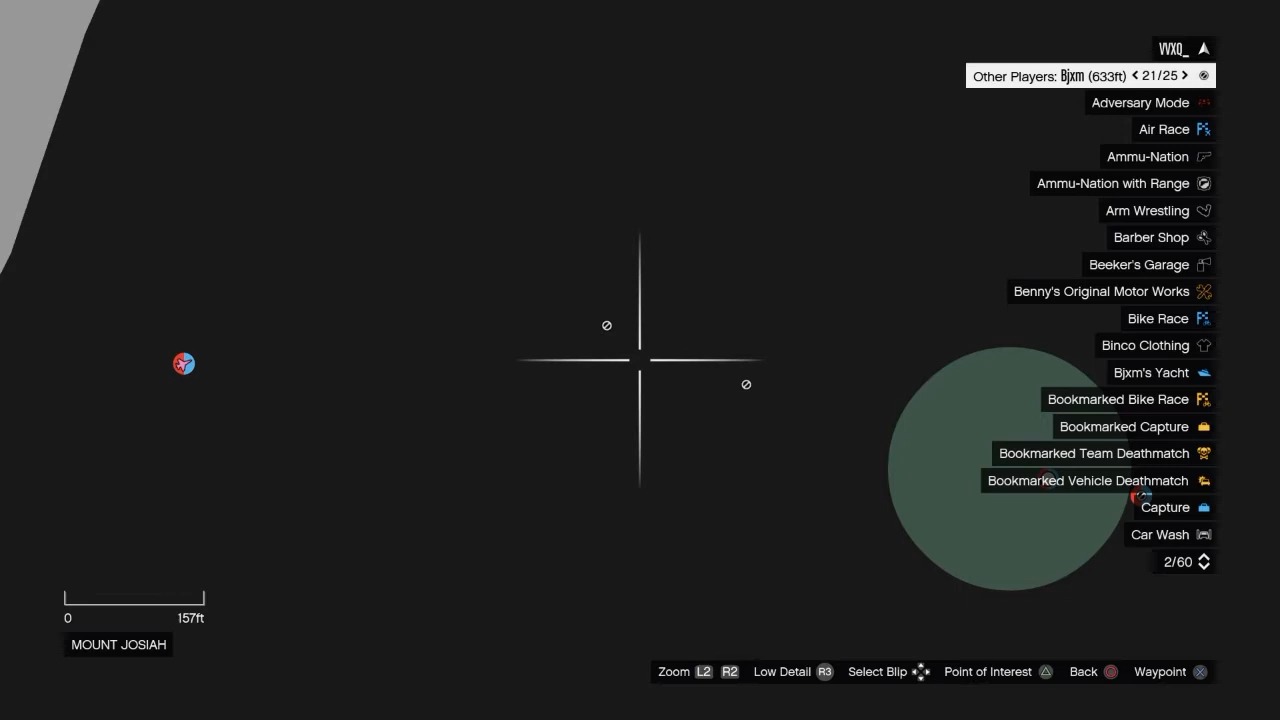 VVXQ_
Other Players: Bjxm (633ft) < 21/25 >
Adversary Mode
Air Race
Ammu-Nation
Ammu-Nation with Range
Arm Wrestling
Barber Shop
Beeker's Garage
Benny's Original Motor Works
Bike Race
Binco Clothing
Bjxm's Yacht
Bookmarked Bike Race
Bookmarked Capture
Bookmarked Team Deathmatch
Bookmarked Vehicle Deathmatch
Capture
Car Wash
2/60
0 157ft
MOUNT JOSIAH
Zoom L2 R2 Low Detail R3 Select Blip Point of Interest Back Waypoint